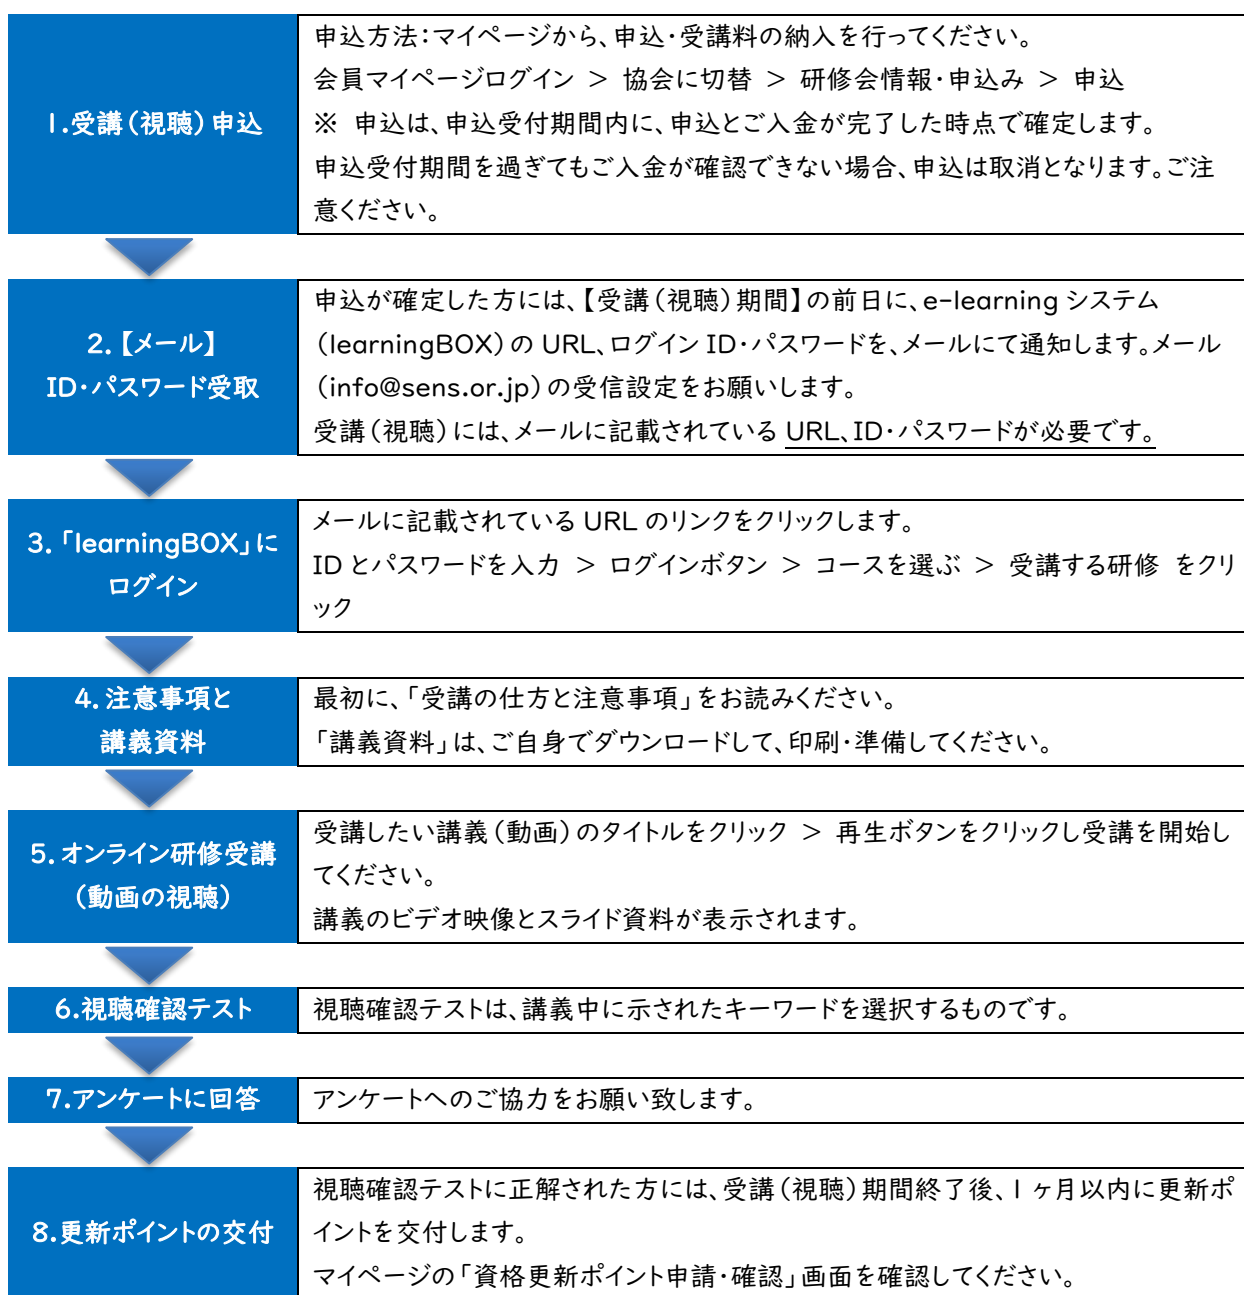 1.受講(視聴)申込
申込方法:マイページから、申込・受講料の納入を行ってください。
会員マイページログイン > 協会に切替 > 研修会情報・申込み > 申込
※ 申込は、申込受付期間内に、申込とご入金が完了した時点で確定します。
申込受付期間を過ぎてもご入金が確認できない場合、申込は取消となります。ご注
意ください。
2.【メール】
ID・パスワード受取
申込が確定した方には、【受講(視聴)期間】の前日に、e-learning システム
(learningBOX)の URL、ログイン ID・パスワードを、メールにて通知します。メール
(info@sens.or.jp)の受信設定をお願いします。
受講(視聴)には、メールに記載されている URL、ID・パスワードが必要です。
3.「learningBOX」に
ログイン
メールに記載されている URL のリンクをクリックします。
ID とパスワードを入力 > ログインボタン > コースを選ぶ > 受講する研修 をクリ
ック
4.注意事項と
講義資料
最初に、「受講の仕方と注意事項」をお読みください。
「講義資料」は、ご自身でダウンロードして、印刷・準備してください。
5.オンライン研修受講
(動画の視聴)
受講したい講義(動画)のタイトルをクリック > 再生ボタンをクリックし受講を開始し
てください。
講義のビデオ映像とスライド資料が表示されます。
6.視聴確認テスト
視聴確認テストは、講義中に示されたキーワードを選択するものです。
7.アンケートに回答
アンケートへのご協力をお願い致します。
8.更新ポイントの交付
視聴確認テストに正解された方には、受講(視聴)期間終了後、1 ヶ月以内に更新ポ
イントを交付します。
マイページの「資格更新ポイント申請・確認」画面を確認してください。